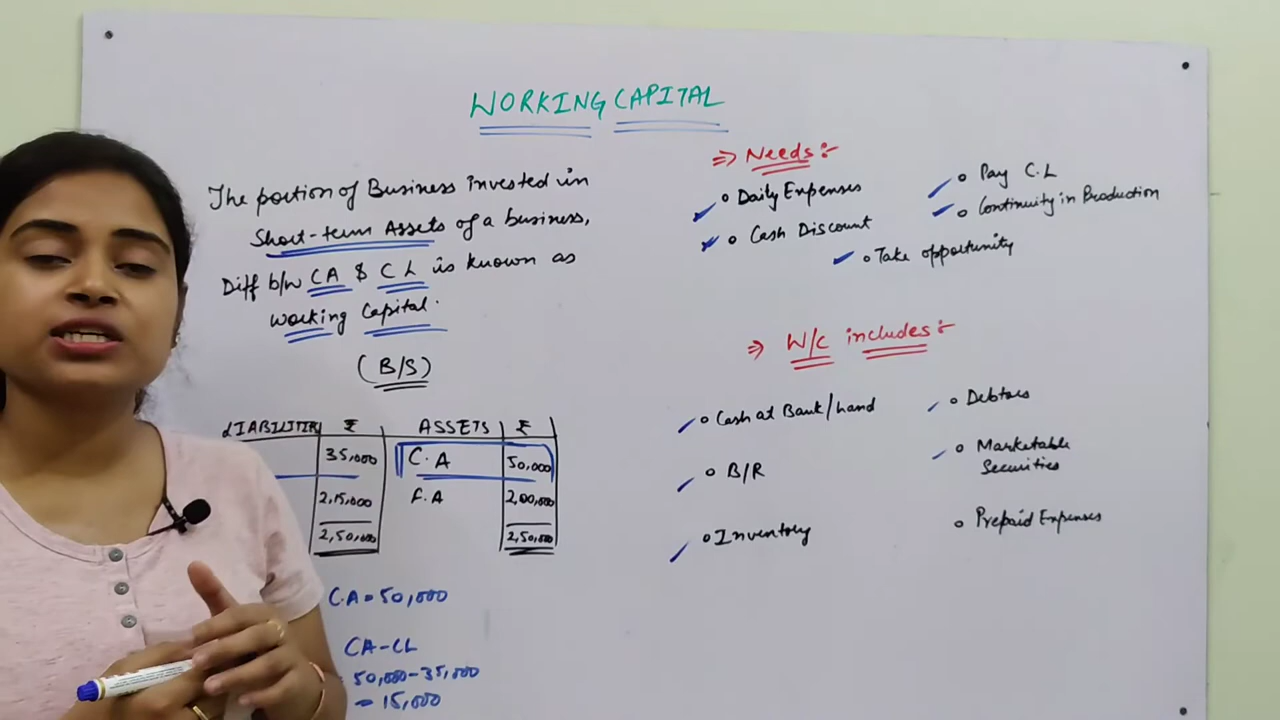 WORKING CAPITAL
The portion of Business invested in
Short-term Assets of a business,
Diff b/w CA & CL is known as
Working Capital.
(B/S)
LIABILITIES ₹ ASSETS ₹
35,000 C.A 50,000
2,15,000 F.A 2,00,000
2,50,000 2,50,000
C.A = 50,000
CA-CL
50,000-35,000
= 15,000
⇒ Needs:-
Daily Expenses
Cash Discount
Pay C.L
Continuity in Production
Take opportunity
⇒ W/C includes:-
Cash at Bank/hand
B/R
Inventory
Debtors
Marketable
Securities
Prepaid Expenses